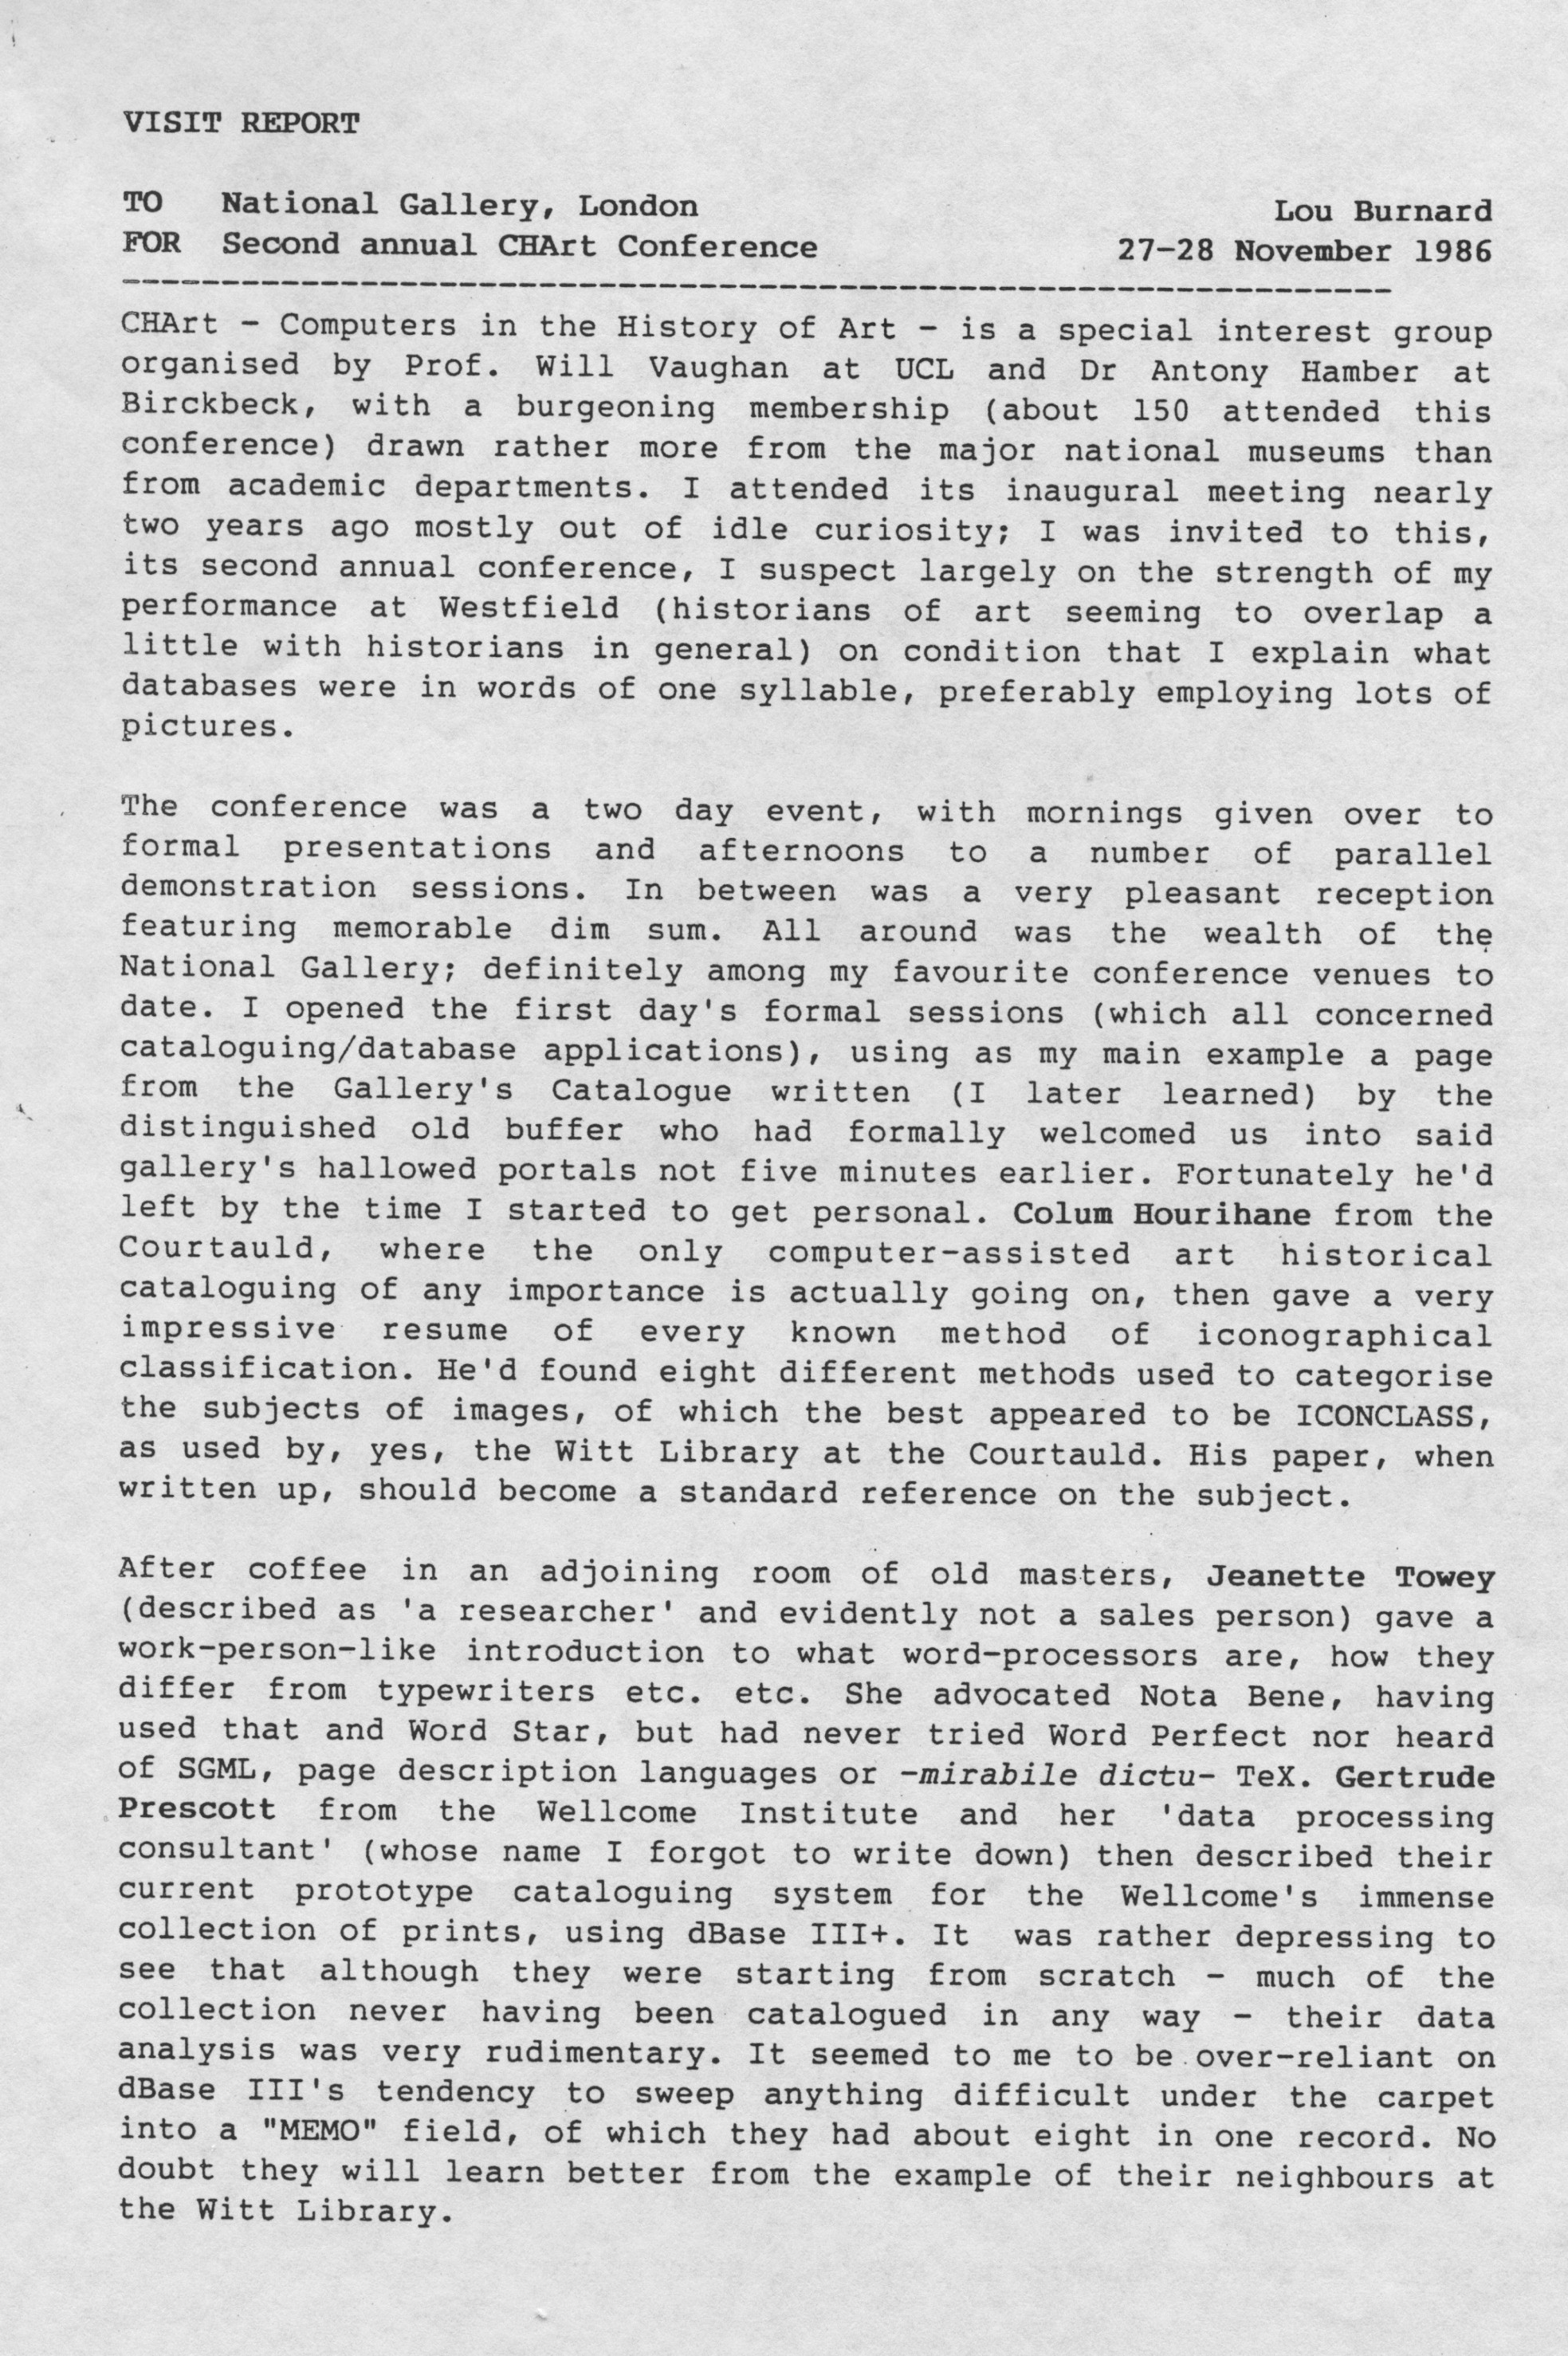 VISIT REPORT
TO National Gallery, London
Lou Burnard
FOR Second annual CHArt Conference
27-28 November 1986
----------------------------------------------------------------
CHArt - Computers in the History of Art - is a special interest group
organised by Prof. Will Vaughan at UCL and Dr Antony Hamber at
Birckbeck, with a burgeoning membership (about 150 attended this
conference) drawn rather more from the major national museums than
from academic departments. I attended its inaugural meeting nearly
two years ago mostly out of idle curiosity; I was invited to this,
its second annual conference, I suspect largely on the strength of my
performance at Westfield (historians of art seeming to overlap a
little with historians in general) on condition that I explain what
databases were in words of one syllable, preferably employing lots of
pictures.
The conference was a two day event, with mornings given over to
formal presentations and afternoons to a number of parallel
demonstration sessions. In between was a very pleasant reception
featuring memorable dim sum. All around was the wealth of the
National Gallery; definitely among my favourite conference venues to
date. I opened the first day's formal sessions (which all concerned
cataloguing/database applications), using as my main example a page
from the Gallery's Catalogue written (I later learned) by the
distinguished old buffer who had formally welcomed us into said
gallery's hallowed portals not five minutes earlier. Fortunately he'd
left by the time I started to get personal. Colum Hourihane from the
Courtauld, where the only computer-assisted art historical
cataloguing of any importance is actually going on, then gave a very
impressive resume of every known method of iconographical
classification. He'd found eight different methods used to categorise
the subjects of images, of which the best appeared to be ICONCLASS,
as used by, yes, the Witt Library at the Courtauld. His paper, when
written up, should become a standard reference on the subject.
After coffee in an adjoining room of old masters, Jeanette Towey
(described as 'a researcher' and evidently not a sales person) gave a
work-person-like introduction to what word-processors are, how they
differ from typewriters etc. etc. She advocated Nota Bene, having
used that and Word Star, but had never tried Word Perfect nor heard
of SGML, page description languages or -mirabile dictu- TeX. Gertrude
Prescott from the Wellcome Institute and her 'data processing
consultant' (whose name I forgot to write down) then described their
current prototype cataloguing system for the Wellcome's immense
collection of prints, using dBase III+. It was rather depressing to
see that although they were starting from scratch - much of the
collection never having been catalogued in any way - their data
analysis was very rudimentary. It seemed to me to be over-reliant on
dBase III's tendency to sweep anything difficult under the carpet
into a "MEMO" field, of which they had about eight in one record. No
doubt they will learn better from the example of their neighbours at
the Witt Library.